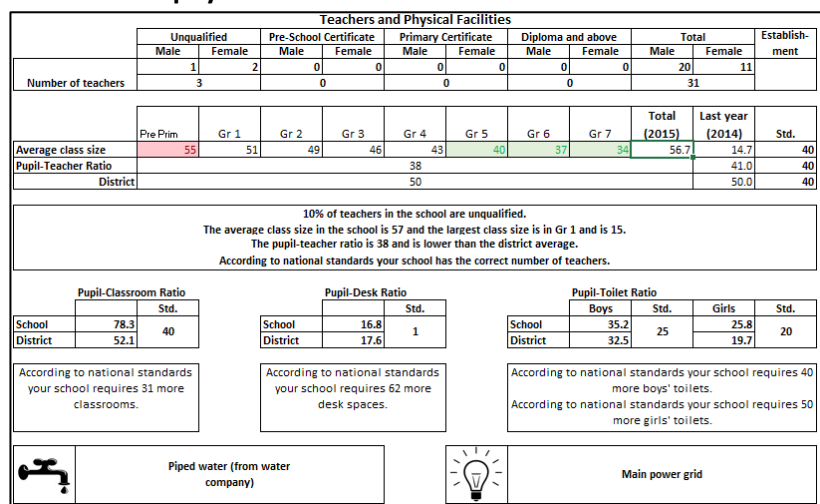 Teachers and Physical Facilities
Unqualified Pre-School Certificate Primary Certificate Diploma and above Total Establish-
Male Female Male Female Male Female Male Female Male Female ment
1 2 0 0 0 0 0 0 20 11
Number of teachers 3 0 0 0 31
Total Last year
Pre Prim Gr 1 Gr 2 Gr 3 Gr 4 Gr 5 Gr 6 Gr 7 (2015) (2014) Std.
Average class size 55 51 49 46 43 40 37 34 56.7 14.7 40
Pupil-Teacher Ratio 38 41.0 40
District 50 50.0 40
10% of teachers in the school are unqualified.
The average class size in the school is 57 and the largest class size is in Gr 1 and is 15.
The pupil-teacher ratio is 38 and is lower than the district average.
According to national standards your school has the correct number of teachers.
Pupil-Classroom Ratio
Std.
School 78.3 40
District 52.1
According to national standards
your school requires 31 more
classrooms.
Pupil-Desk Ratio
Std.
School 16.8 1
District 17.6
According to national standards
your school requires 62 more
desk spaces.
Pupil-Toilet Ratio
Boys Std. Girls Std.
School 35.2 25 25.8 20
District 32.5 19.7
According to national standards your school requires 40
more boys' toilets.
According to national standards your school requires 50
more girls' toilets.
Piped water (from water
company)
Main power grid